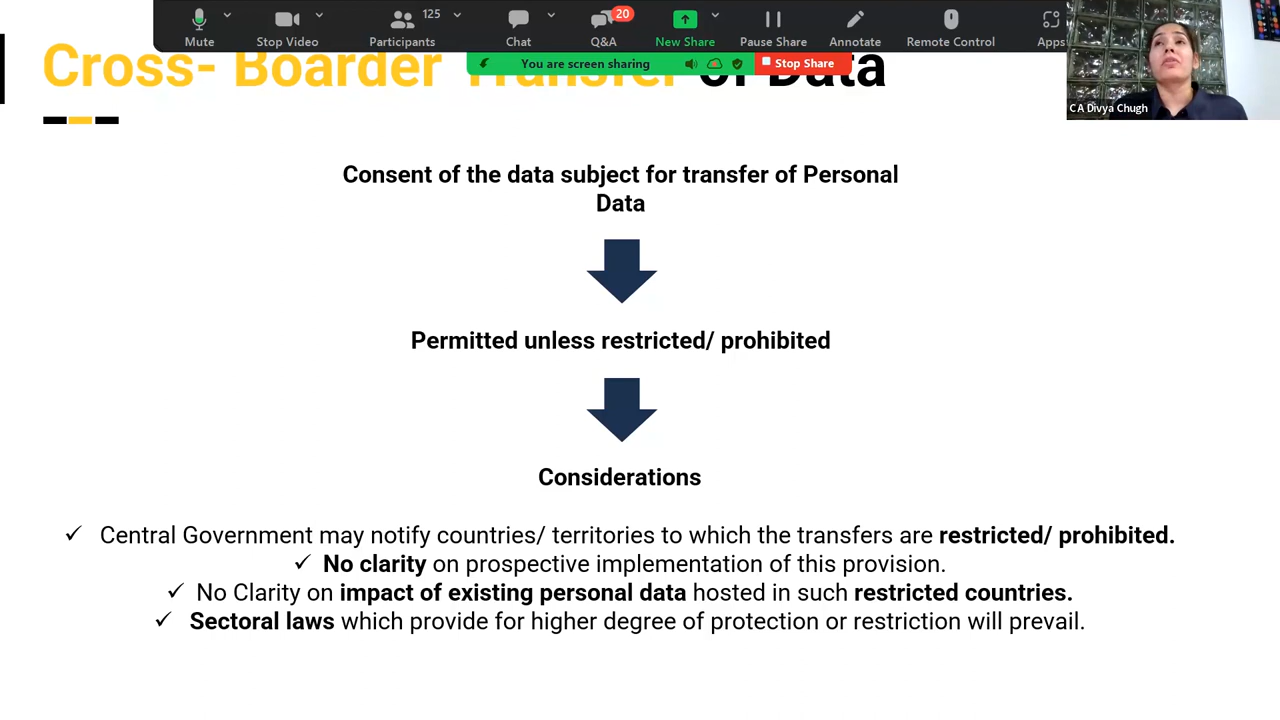 125
20
Mute
Stop Video
Participants
Chat
Q&A
New Share
Pause Share
Annotate
Remote Control
Apps
You are screen sharing
Stop Share
CA Divya Chugh
Cross- Boarder Transfer of Data
Consent of the data subject for transfer of Personal
Data
Permitted unless restricted/ prohibited
Considerations
✓ Central Government may notify countries/ territories to which the transfers are restricted/ prohibited.
✓ No clarity on prospective implementation of this provision.
✓ No Clarity on impact of existing personal data hosted in such restricted countries.
✓ Sectoral laws which provide for higher degree of protection or restriction will prevail.